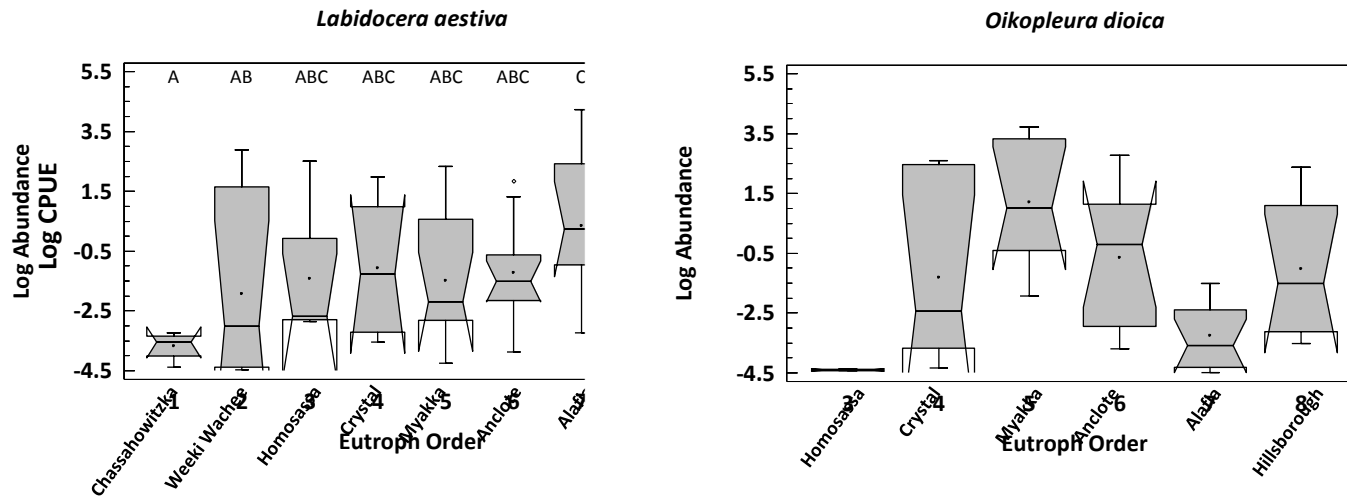 Labidocera aestiva
5.5
3.5
1.5
-0.5
-2.5
-4.5
Log Abundance
Log CPUE
A AB ABC ABC ABC ABC C
1 2 3 4 5 6
Chassahowitzka Weeki Wachee Homosassa Crystal Myakka Anclote Alafi
Eutroph Order
Oikopleura dioica
5.5
3.5
1.5
-0.5
-2.5
-4.5
Log Abundance
3 4 5 6 8
Homosassa Crystal Myakka Anclote Alafia Hillsborough
Eutroph Order